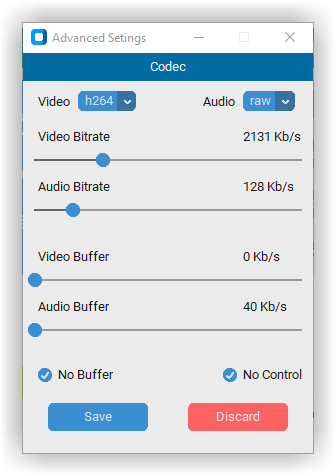 Advanced Setings
Codec
Video h264 Audio raw
Video Bitrate 2131 Kb/s
Audio Bitrate 128 Kb/s
Video Buffer 0 Kb/s
Audio Buffer 40 Kb/s
No Buffer No Control
Save Discard